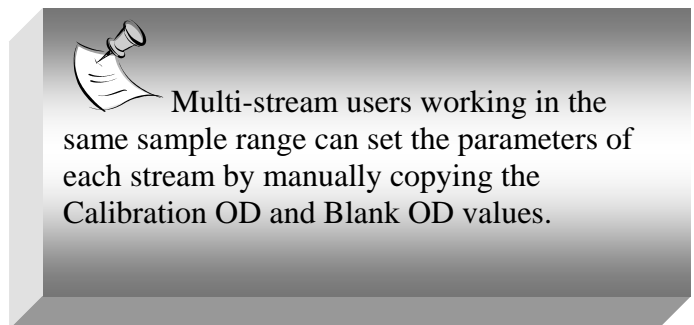 Multi-stream users working in the
same sample range can set the parameters of
each stream by manually copying the
Calibration OD and Blank OD values.